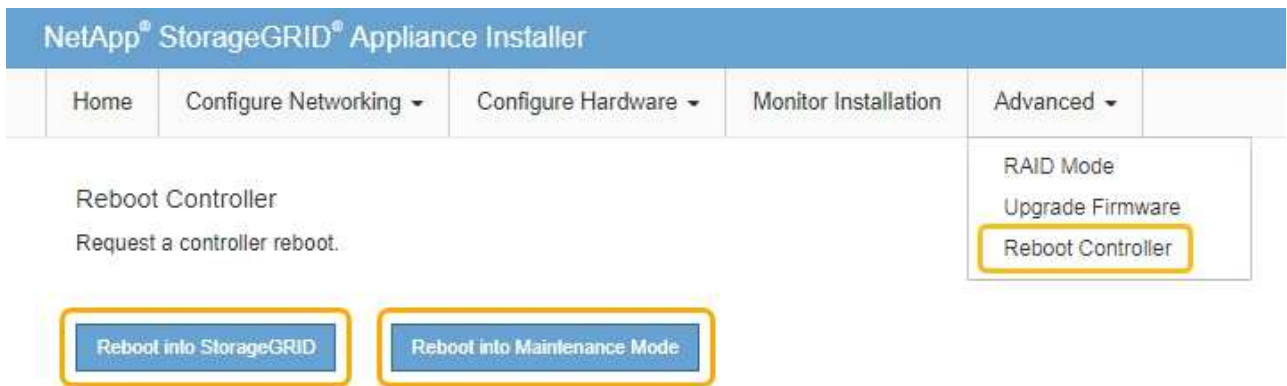 NetApp® StorageGRID® Appliance Installer
Home Configure Networking Configure Hardware Monitor Installation Advanced
RAID Mode
Upgrade Firmware
Reboot Controller
Reboot Controller
Request a controller reboot.
Reboot into StorageGRID Reboot into Maintenance Mode